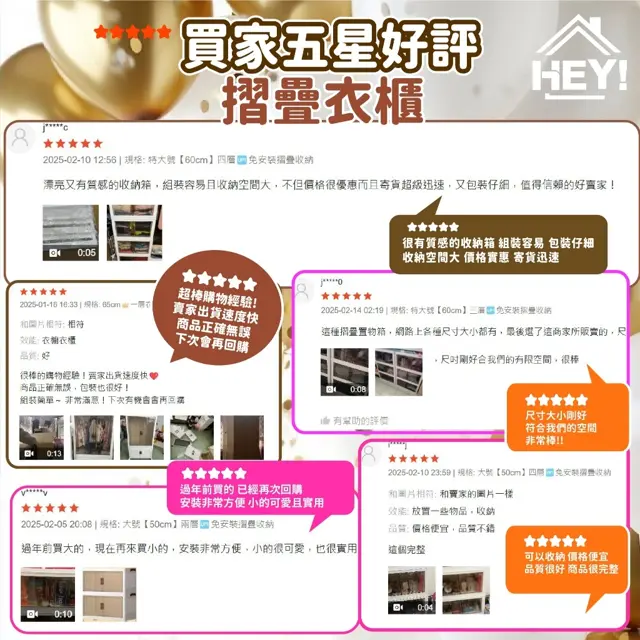 買家五星好評
摺疊衣櫃
HEY!
j*****c
2025-02-10 12:56 | 規格: 特大號【60cm】四層🆙免安裝摺疊收納
漂亮又有質感的收納箱，組裝容易且收納空間大，不但價格很優惠而且寄貨超級迅速，又包裝仔細，值得信賴的好賣家！
0:05
很有質感的收納箱 組裝容易 包裝仔細
收納空間大 價格實惠 寄貨迅速
2025-01-16 16:33 | 規格: 65cm
一層衣
和圖片相符: 相符
效能: 衣櫥衣櫃
品質: 好
很棒的購物經驗！賣家出貨速度快❤
商品正確無誤，包裝也很好！
組裝簡單~ 非常滿意！下次有機會會再回購
0:13
超棒購物經驗!
賣家出貨速度快
商品正確無誤
下次會再回購
j*****0
2025-02-14 02:19 | 規格: 特大【60cm】三層🆙免安裝摺疊收納
這種摺疊置物箱，網路上各種尺寸大小都有，最後選了這商家所販賣的，尺
，尺吋剛好合我們的有限空間，很棒
0:08
有幫助的評價
尺寸大小剛好
符合我們的空間
非常棒!!
過年前買的 已經再次回購
安裝非常方便 小的可愛且實用
v*****v
2025-02-05 20:08 | 規格: 大號【50cm】兩層🆙免安裝摺疊收納
過年前買大的，現在再來買小的，安裝非常方便，小的很可愛，也很實用
0:10
j*****j
2025-02-10 23:59 | 規格: 大號【50cm】四層🆙免安裝摺疊收納
和圖片相符: 和賣家的圖片一樣
效能: 放置一些物品，收納
品質: 價格便宜，品質不錯
這個完整
0:04
可以收納 價格便宜
品質很好 商品很完整